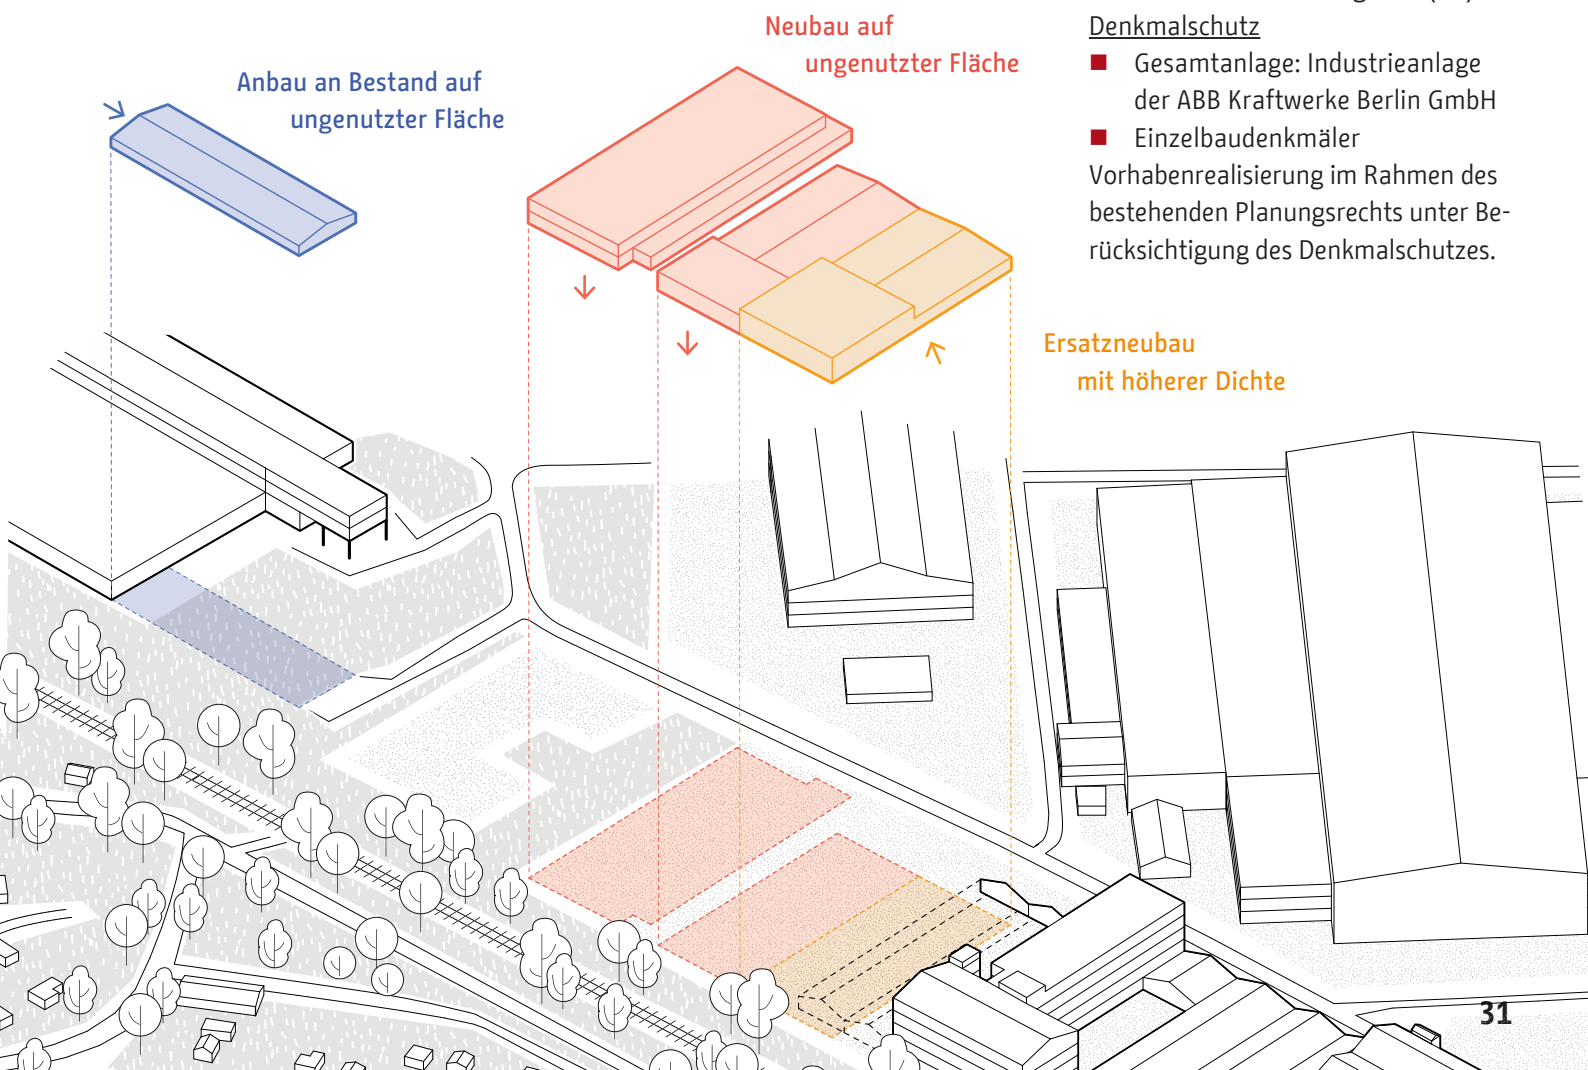 Denkmalschutz
■ Gesamtanlage: Industrieanlage
der ABB Kraftwerke Berlin GmbH
■ Einzelbaudenkmäler
Vorhabenrealisierung im Rahmen des
bestehenden Planungsrechts unter Be-
rücksichtigung des Denkmalschutzes.
Neubau auf
ungenutzter Fläche
Anbau an Bestand auf
ungenutzter Fläche
Ersatzneubau
mit höherer Dichte
31